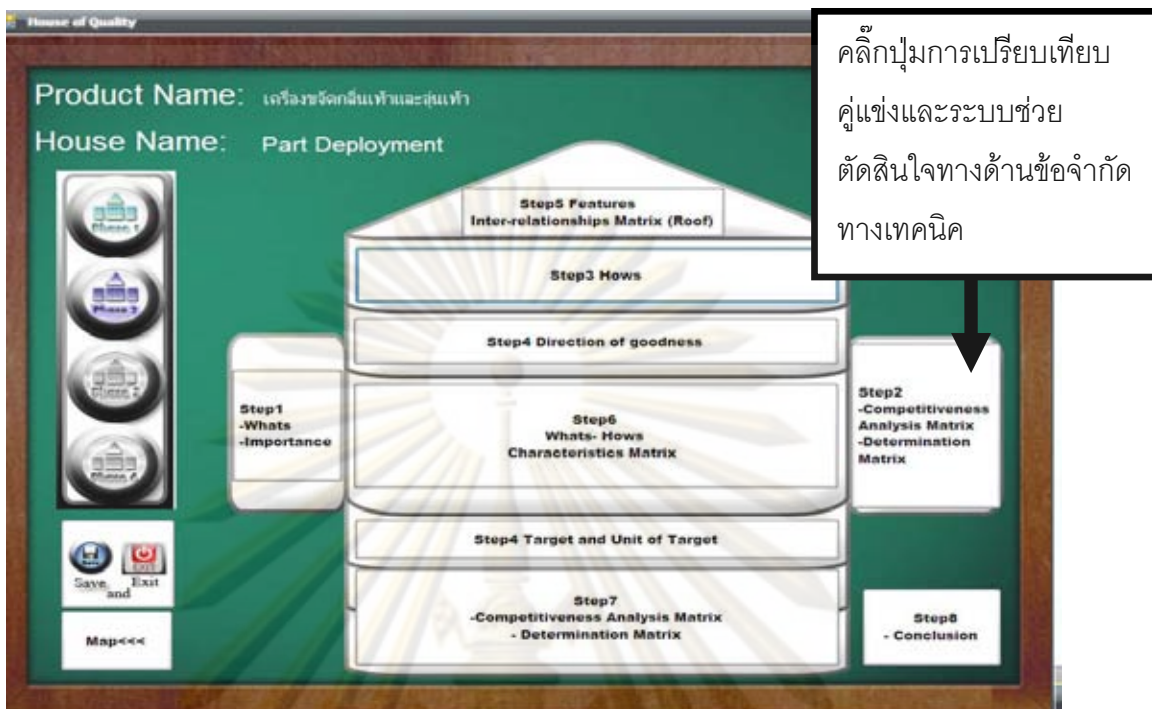 House of Quality
คลิ๊กปุ่มการเปรียบเทียบ
คู่แข่งและระบบช่วย
ตัดสินใจทางด้านข้อจำกัด
ทางเทคนิค
Product Name: เครื่องขจัดกลิ่นเท้าและอุ่นเท้า
House Name: Part Deployment
Phase 1
Phase 2
Phase 4
Step5 Features
Inter-relationships Matrix (Roof)
Step3 Hows
Step4 Direction of goodness
Step1
-Whats
-Importance
Step6
Whats- Hows
Characteristics Matrix
Step2
-Competitiveness
Analysis Matrix
-Determination
Matrix
Step4 Target and Unit of Target
Save Exit
and
Step7
-Competitiveness Analysis Matrix
- Determination Matrix
Map<<<
Step8
- Conclusion